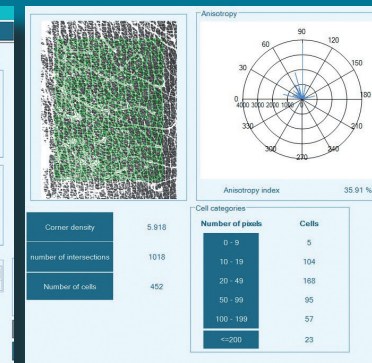 Anisotropy
90
60
120
30
150
0
4000 3000 2000 1000
0
180
330
210
300
240
270
Anisotropy index 35.91 %
Corner density 5.918
number of intersections 1018
Number of cells 452
Cell categories
Number of pixels Cells
0 - 9 5
10 - 19 104
20 - 49 168
50 - 99 95
100 - 199 57
<=200 23